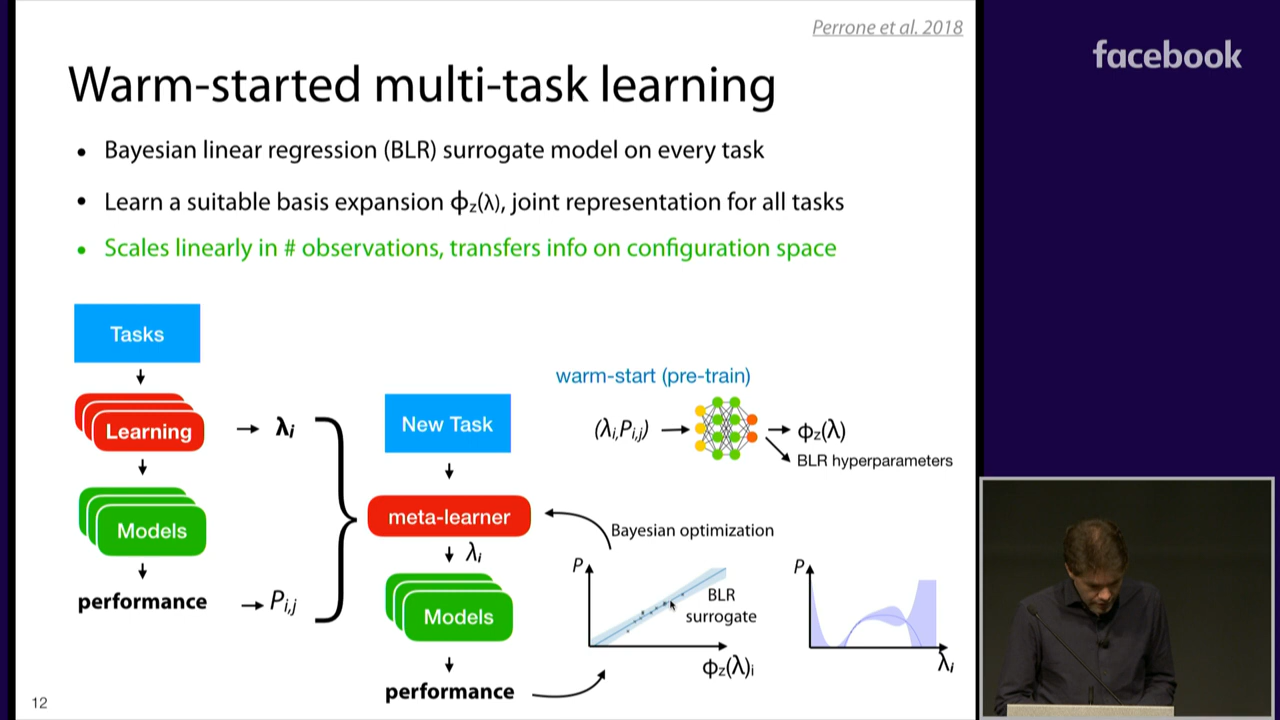 Perrone et al. 2018
facebook
Warm-started multi-task learning
• Bayesian linear regression (BLR) surrogate model on every task
• Learn a suitable basis expansion ϕz(λ), joint representation for all tasks
• Scales linearly in # observations, transfers info on configuration space
Tasks
Learning
λi
Models
performance
Pi,j
New Task
meta-learner
λi
Models
performance
warm-start (pre-train)
(λi,Pi,j)
ϕz(λ)
BLR hyperparameters
Bayesian optimization
P
BLR
surrogate
ϕz(λ)i
P
λi
12